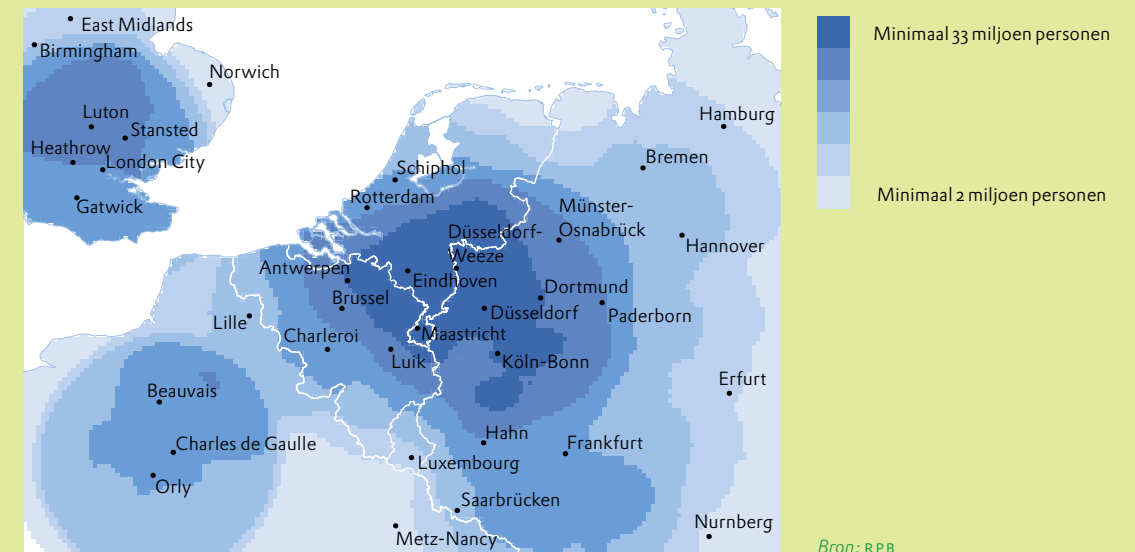 East Midlands
Birmingham
Norwich
Luton
Stansted
Heathrow
London City
Gatwick
Schiphol
Rotterdam
Hamburg
Bremen
Münster-
Osnabrück
Hannover
Düsseldorf-
Weeze
Antwerpen
Eindhoven
Brussel
Dortmund
Düsseldorf
Paderborn
Lille
Charleroi
Maastricht
Luik
Köln-Bonn
Beauvais
Erfurt
Charles de Gaulle
Orly
Hahn
Frankfurt
Luxembourg
Saarbrücken
Metz-Nancy
Nurnberg
Minimaal 33 miljoen personen
Minimaal 2 miljoen personen
Bron: RPB